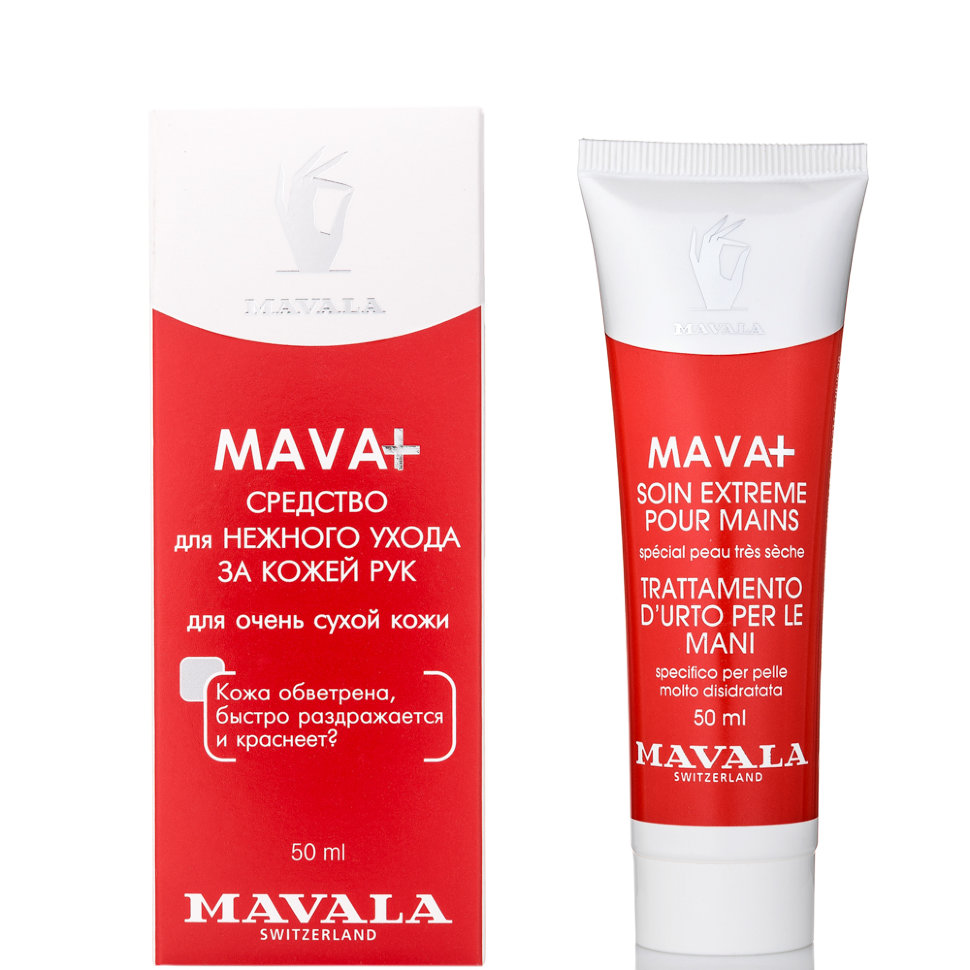 MAVALA
MAVA+
СРЕДСТВО
для НЕЖНОГО УХОДА
ЗА КОЖЕЙ РУК
для очень сухой кожи
Кожа обветрена,
быстро раздражается
и краснеет?
50 ml
MAVALA
SWITZERLAND
MAVALA
MAVA+
SOIN EXTREME
POUR MAINS
spécial peau très sèche
TRATTAMENTO
D'URTO PER LE
MANI
specifico per pelle
molto disidratata
50 ml
MAVALA
SWITZERLAND